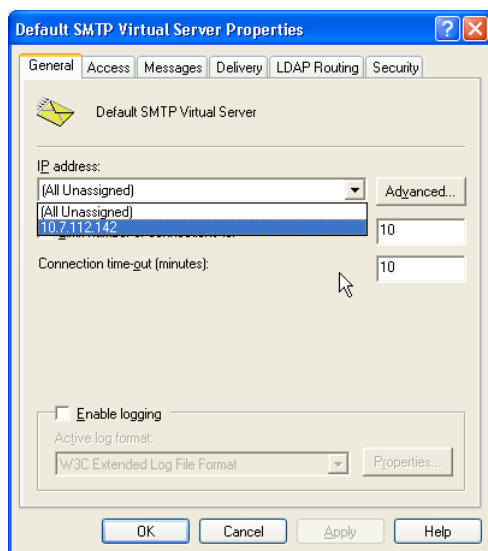 Default SMTP Virtual Server Properties
General Access Messages Delivery LDAP Routing Security
Default SMTP Virtual Server
IP address:
(All Unassigned) Advanced...
(All Unassigned)
10.7.112.142
10
Connection time-out (minutes): 10
Enable logging
Active log format:
W3C Extended Log File Format Properties...
OK Cancel Apply Help